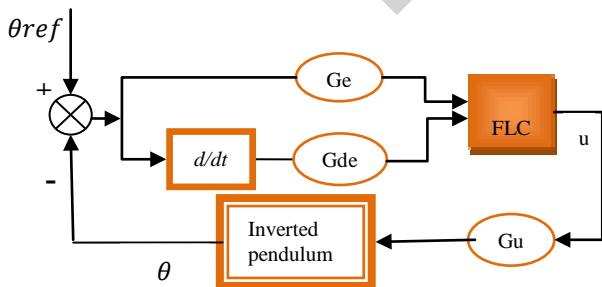 θref
+
Ge
FLC
d/dt
Gde
u
-
Inverted
pendulum
Gu
θ